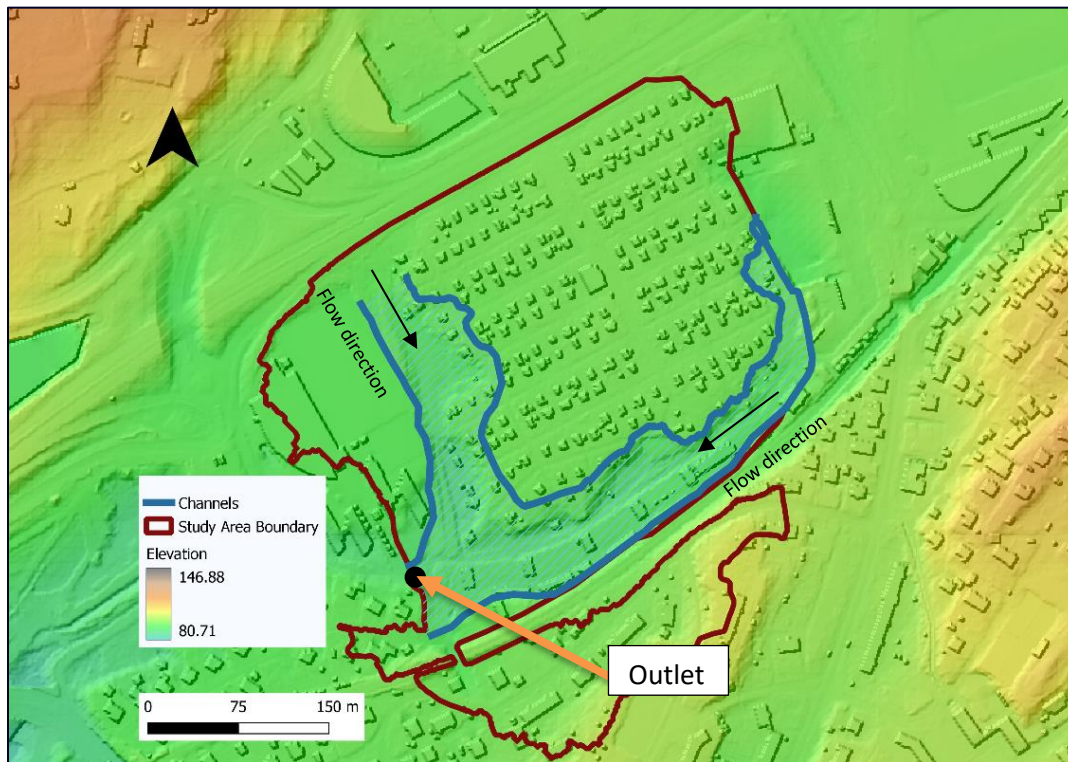 Flow direction
Flow direction
Channels
Study Area Boundary
Elevation
146.88
80.71
Outlet
0 75 150 m